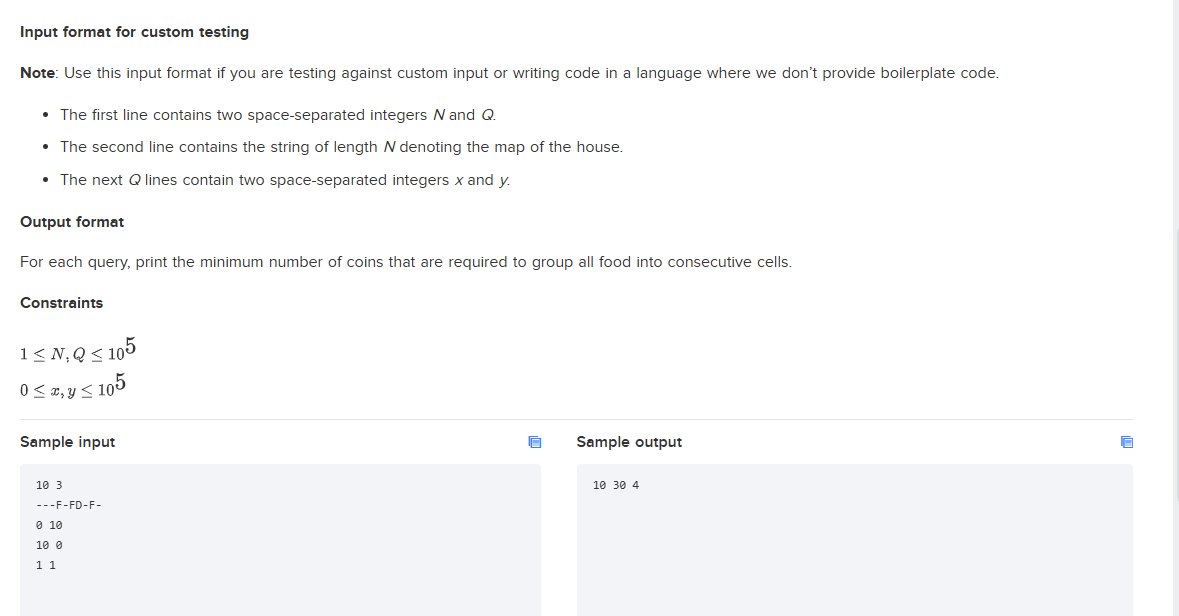 Input format for custom testing
Note: Use this input format if you are testing against custom input or writing code in a language where we don't provide boilerplate code.
• The first line contains two space-separated integers N and Q.
• The second line contains the string of length N denoting the map of the house.
• The next Q lines contain two space-separated integers x and y.
Output format
For each query, print the minimum number of coins that are required to group all food into consecutive cells.
Constraints
1 ≤ N, Q ≤ 10^5
0 ≤ x, y ≤ 10^5
Sample input
10 3
---F-FD-F-
0 10
10 0
1 1
Sample output
10 30 4